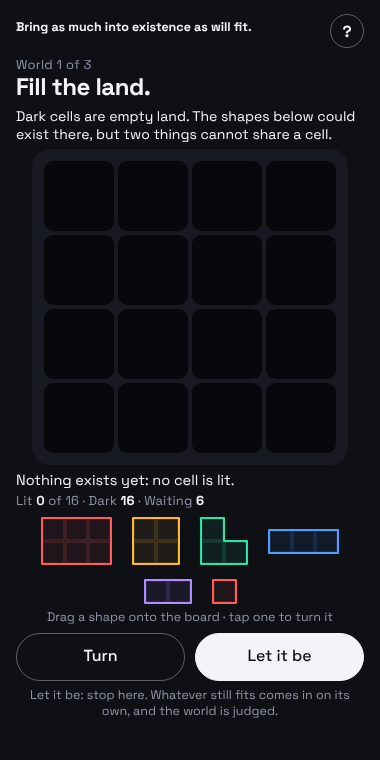 Bring as much into existence as will fit.
?
World 1 of 3
Fill the land.
Dark cells are empty land. The shapes below could
exist there, but two things cannot share a cell.
Nothing exists yet: no cell is lit.
Lit 0 of 16 · Dark 16 · Waiting 6
Drag a shape onto the board · tap one to turn it
Turn
Let it be
Let it be: stop here. Whatever still fits comes in on its
own, and the world is judged.